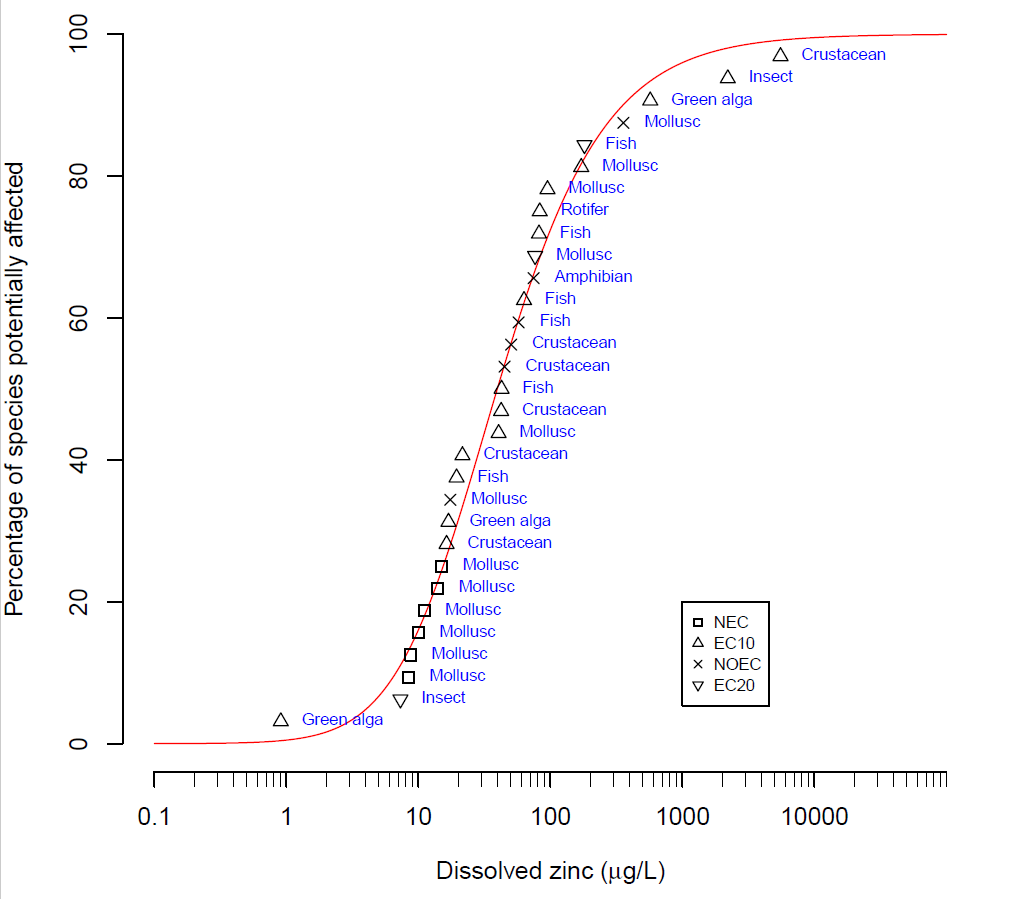 100
Crustacean
Insect
Green alga
Mollusc
Fish
80
Mollusc
Mollusc
Rotifer
Fish
Mollusc
Amphibian
Fish
60
Fish
Crustacean
Crustacean
Fish
Crustacean
Mollusc
40
Crustacean
Fish
Mollusc
Green alga
Crustacean
Mollusc
Mollusc
20
Mollusc
Mollusc
Mollusc
Mollusc
Insect
Green alga
0
Percentage of species potentially affected
NEC
EC10
NOEC
EC20
0.1 1 10 100 1000 10000
Dissolved zinc (μg/L)